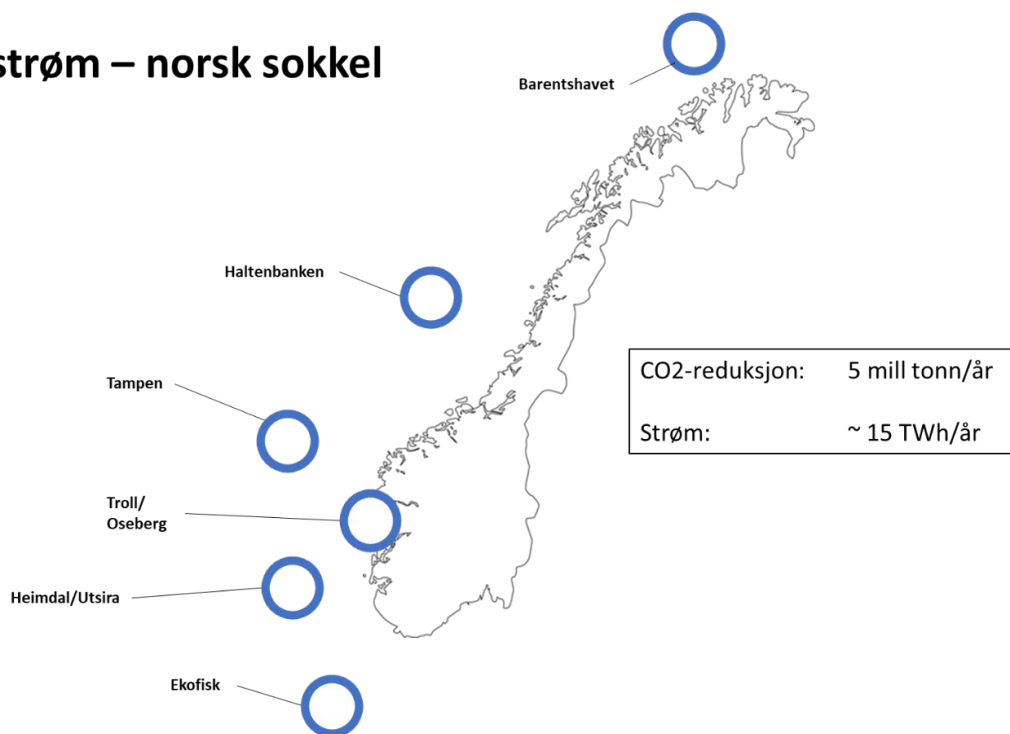 strøm – norsk sokkel
Barentshavet
Haltenbanken
CO2-reduksjon: 5 mill tonn/år
Tampen
Strøm: ~ 15 TWh/år
Troll/
Oseberg
Heimdal/Utsira
Ekofisk